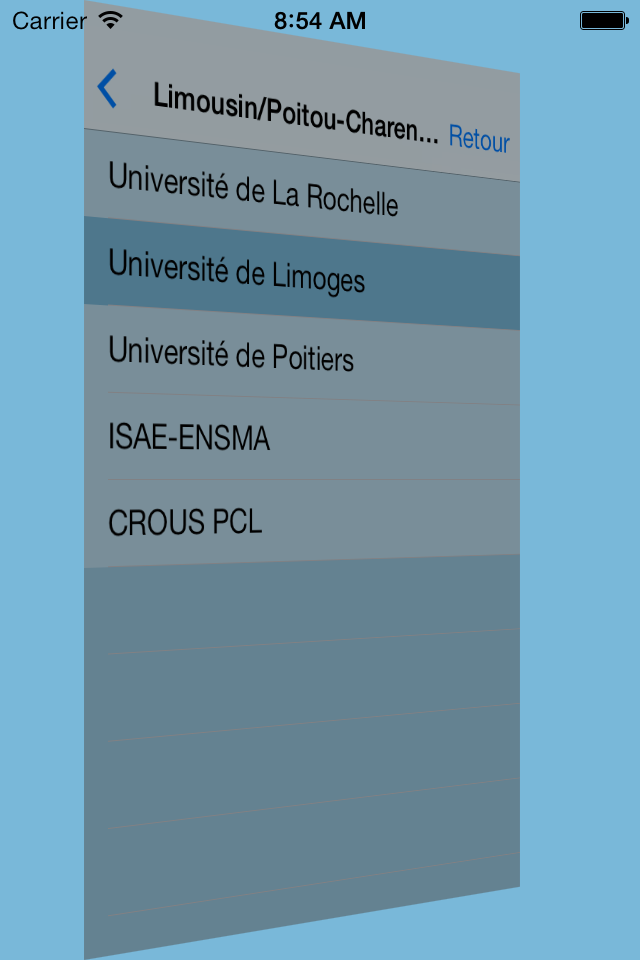 Carrier 8:54 AM
Limousin/Poitou-Charen... Retour
Université de La Rochelle
Université de Limoges
Université de Poitiers
ISAE-ENSMA
CROUS PCL